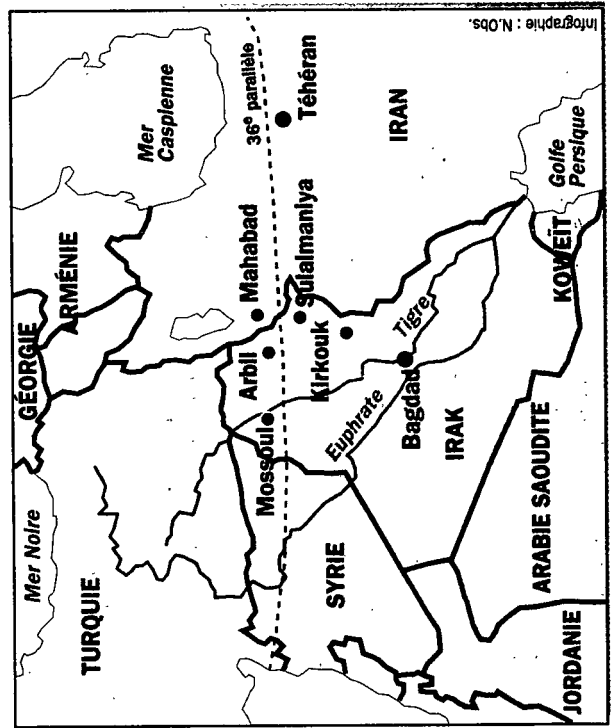 Infographie : N.Obs.
Mer Noire
GÉORGIE
ARMÉNIE
Mer
Caspienne
TURQUIE
Mossoul
Arbil
Mahabad
36e parallèle
Téhéran
Sulaïmaniya
Kirkouk
SYRIE
Euphrate
Tigre
Bagdad
IRAK
IRAN
JORDANIE
ARABIE SAOUDITE
KOWEÏT
Golfe
Persique